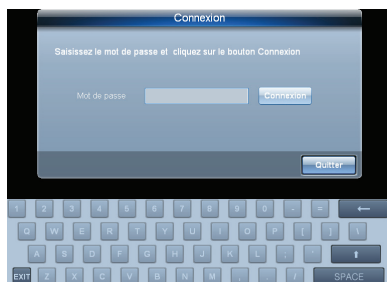 Connexion
Saisissez le mot de passe et cliquez sur le bouton Connexion
Mot de passe
Connexion
Quitter
1 2 3 4 5 6 7 8 9 0 - = ←
Q W E R T Y U I O P [ ] \
A S D F G H J K L ; ' ⬆
EXIT Z X C V B N M , . / SPACE